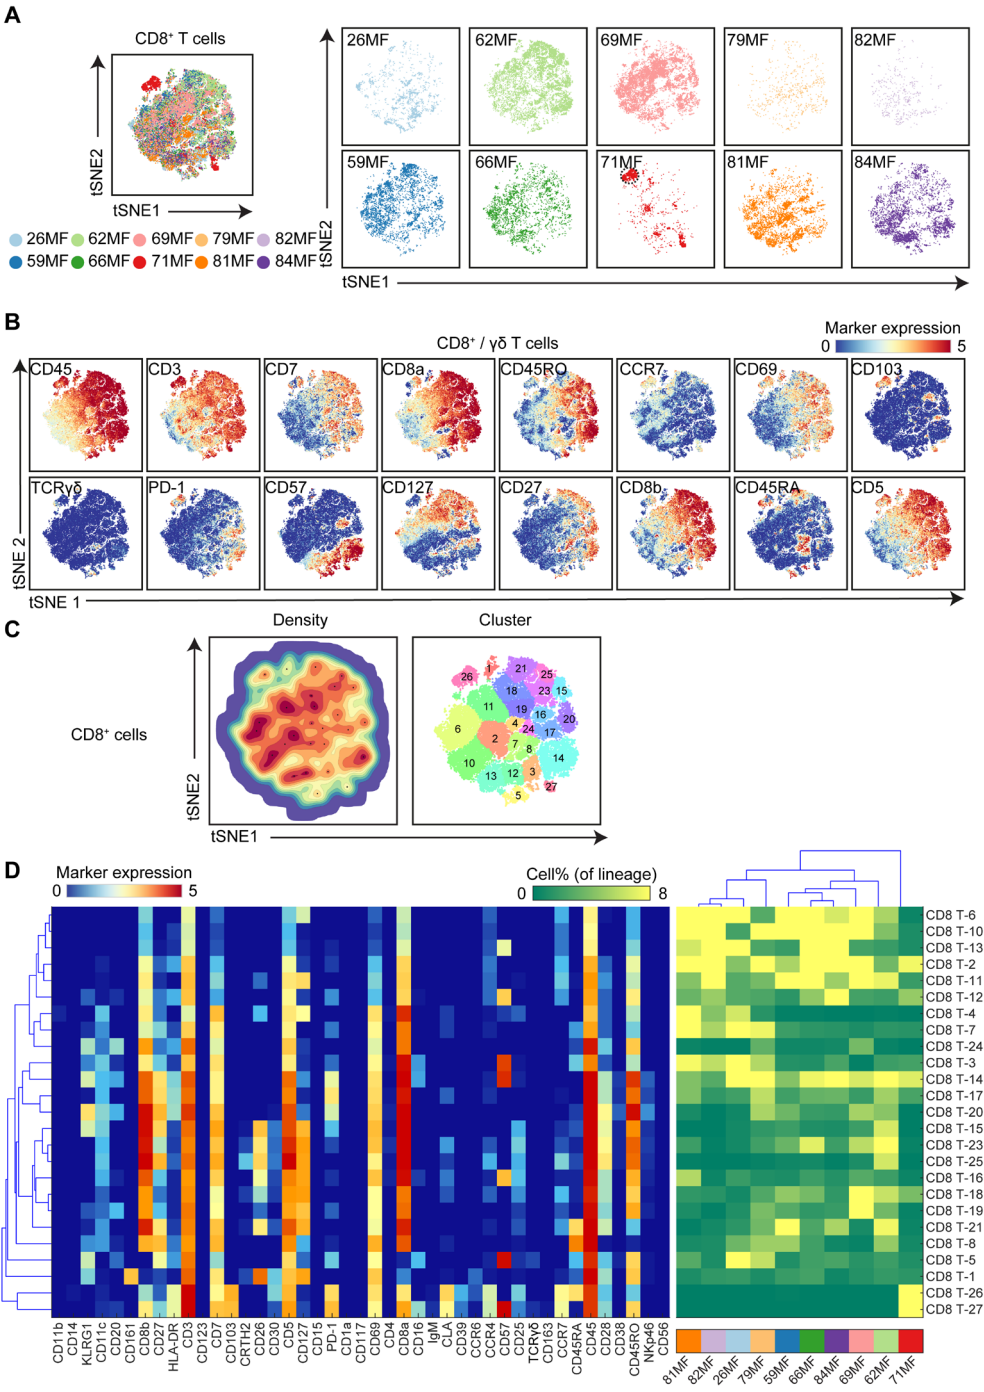 A
CD8+ T cells
tSNE2
tSNE1
26MF 62MF 69MF 79MF 82MF
59MF 66MF 71MF 81MF 84MF
26MF 62MF 69MF 79MF 82MF
59MF 66MF 71MF 81MF 84MF
tSNE2
tSNE1
B
CD8+ / γδ T cells
Marker expression
0 5
CD45 CD3 CD7 CD8a CD45RO CCR7 CD69 CD103
TCRγδ PD-1 CD57 CD127 CD27 CD8b CD45RA CD5
tSNE 2
tSNE 1
C
Density Cluster
CD8+ cells
tSNE2
tSNE1
26 1 21 25
18 23 15
11 19 16 20
6 4 24 17
2 7 8 14
10 13 12 3
5 27
D
Marker expression
0 5
Cell% (of lineage)
0 8
CD8 T-6
CD8 T-10
CD8 T-13
CD8 T-2
CD8 T-11
CD8 T-12
CD8 T-4
CD8 T-7
CD8 T-24
CD8 T-3
CD8 T-14
CD8 T-17
CD8 T-20
CD8 T-15
CD8 T-23
CD8 T-25
CD8 T-16
CD8 T-18
CD8 T-19
CD8 T-21
CD8 T-8
CD8 T-5
CD8 T-1
CD8 T-26
CD8 T-27
CD11b CD14 KLRG1 CD11c CD20 CD161 CD8b CD27 HLA-DR CD3 CD123 CD7 CD103 CRTH2 CD26 CD30 CD5 CD127 CD15 PD-1 CD1a CD117 CD69 CD4 CD8a CD16 IgM CLA CD39 CCR6 CCR4 CD57 CD25 TCRγδ CD163 CCR7 CD45RA CD45 CD28 CD38 CD45RO NKp46 CD56
81MF 82MF 26MF 79MF 59MF 66MF 84MF 69MF 62MF 71MF